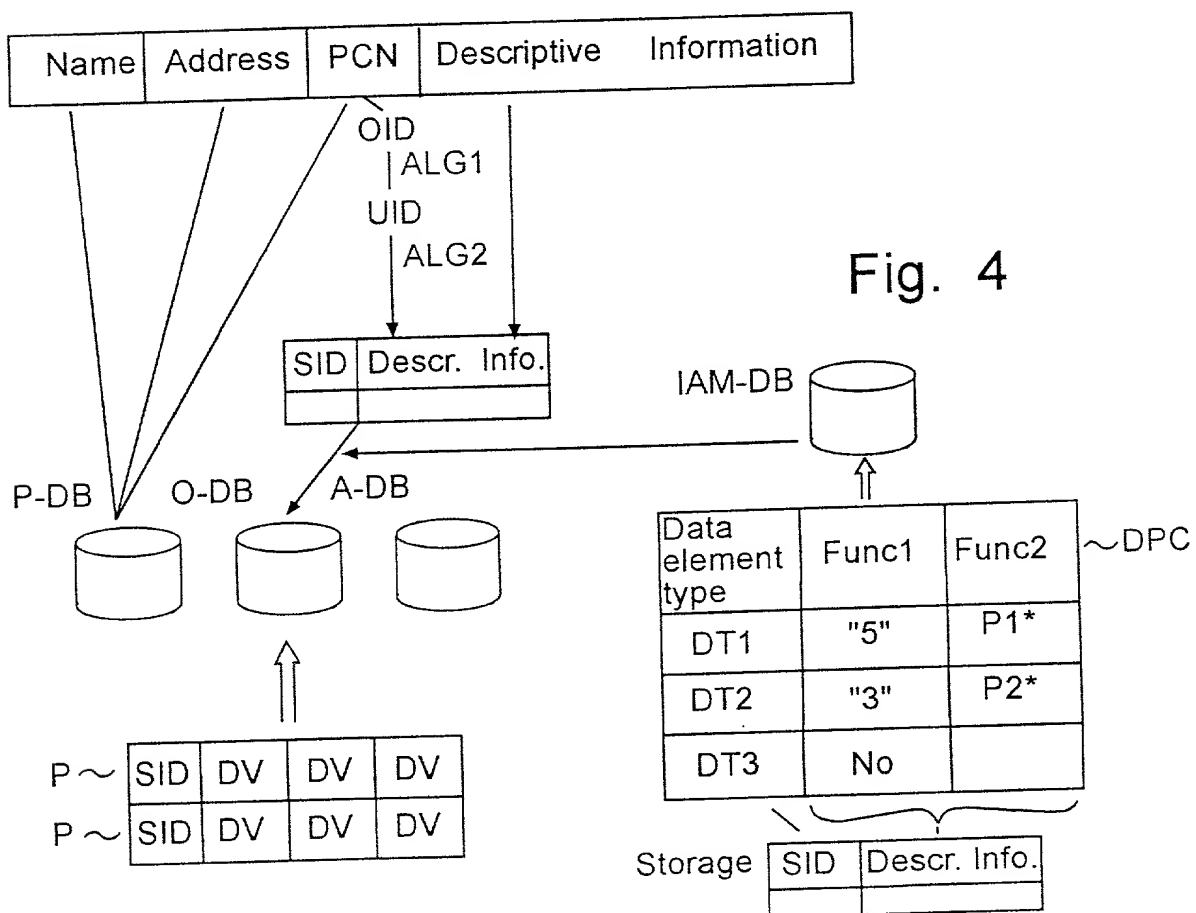 Name Address PCN Descriptive Information
OID
ALG1
UID
ALG2
Fig. 4
SID Descr. Info.
IAM-DB
P-DB O-DB A-DB
Data element type Func1 Func2 ~DPC
DT1 "5" P1*
DT2 "3" P2*
DT3 No
P~ SID DV DV DV
P~ SID DV DV DV
Storage SID Descr. Info.